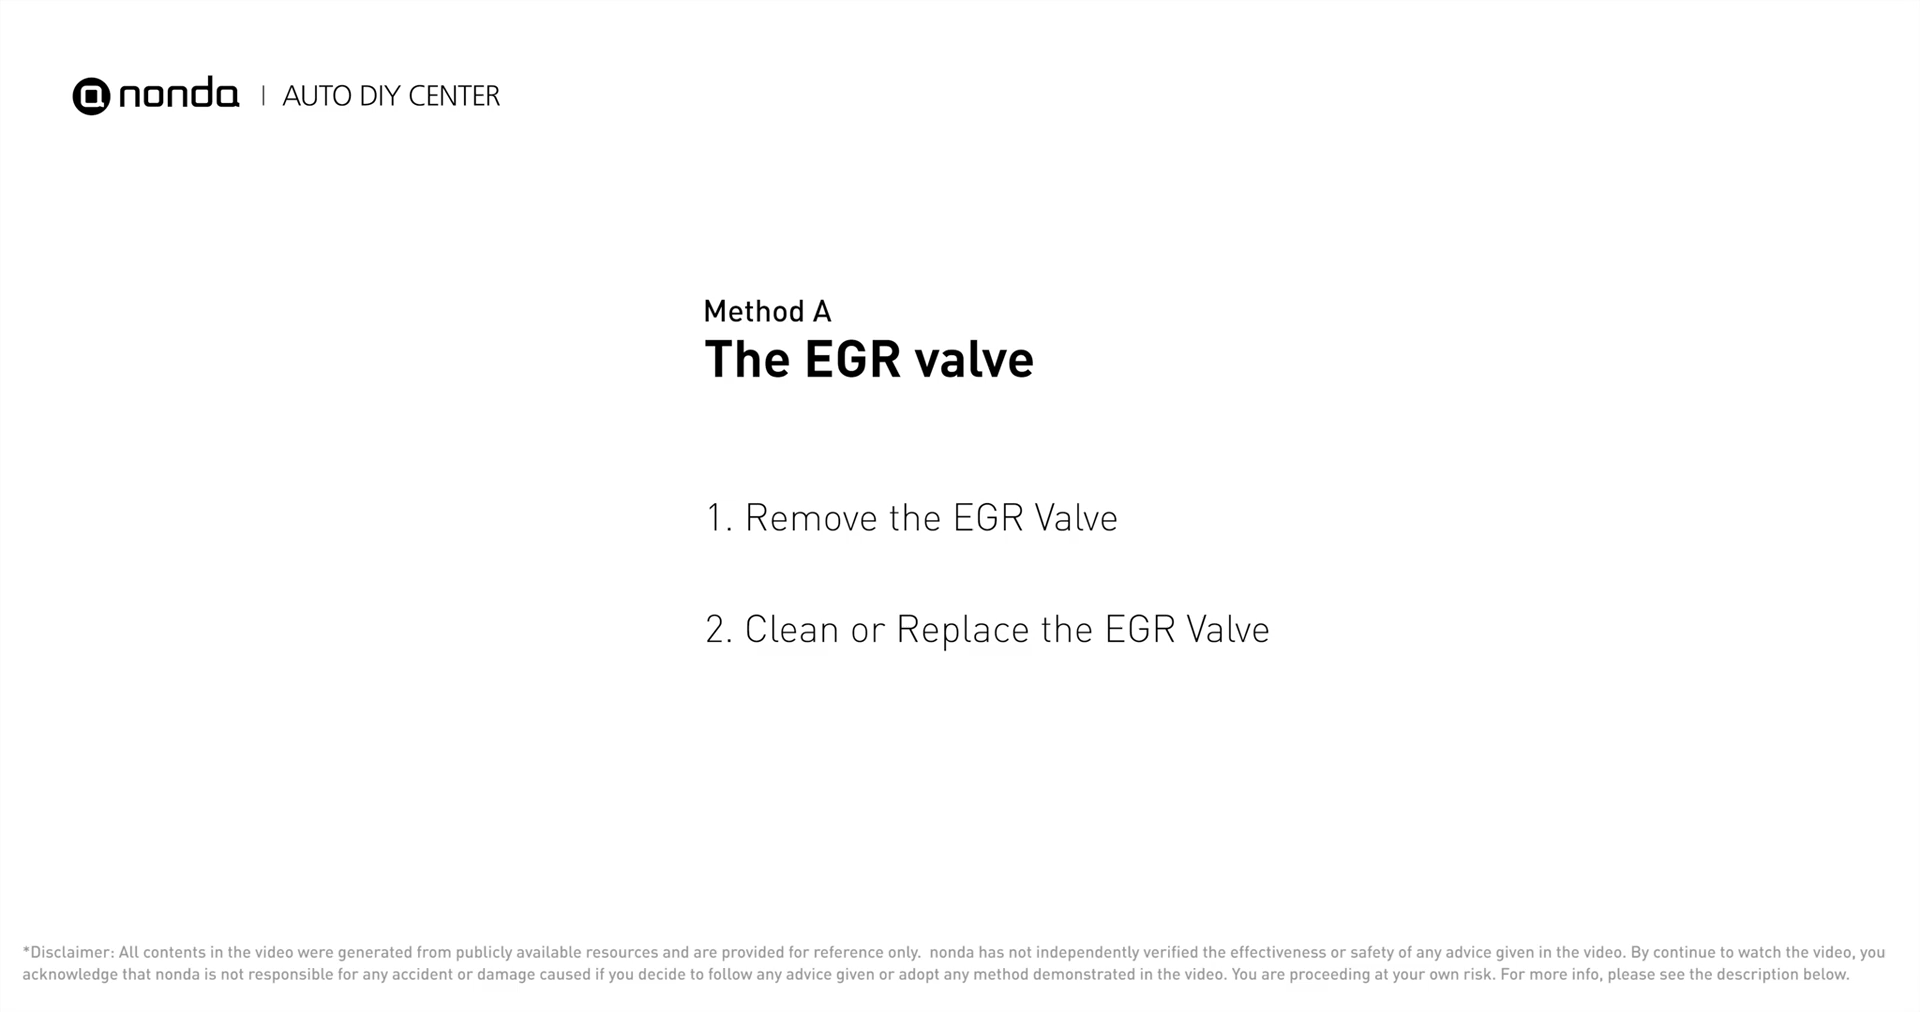 nonda | AUTO DIY CENTER
Method A
The EGR valve
1. Remove the EGR Valve
2. Clean or Replace the EGR Valve
*Disclaimer: All contents in the video were generated from publicly available resources and are provided for reference only. nonda has not independently verified the effectiveness or safety of any advice given in the video. By continue to watch the video, you
acknowledge that nonda is not responsible for any accident or damage caused if you decide to follow any advice given or adopt any method demonstrated in the video. You are proceeding at your own risk. For more info, please see the description below.